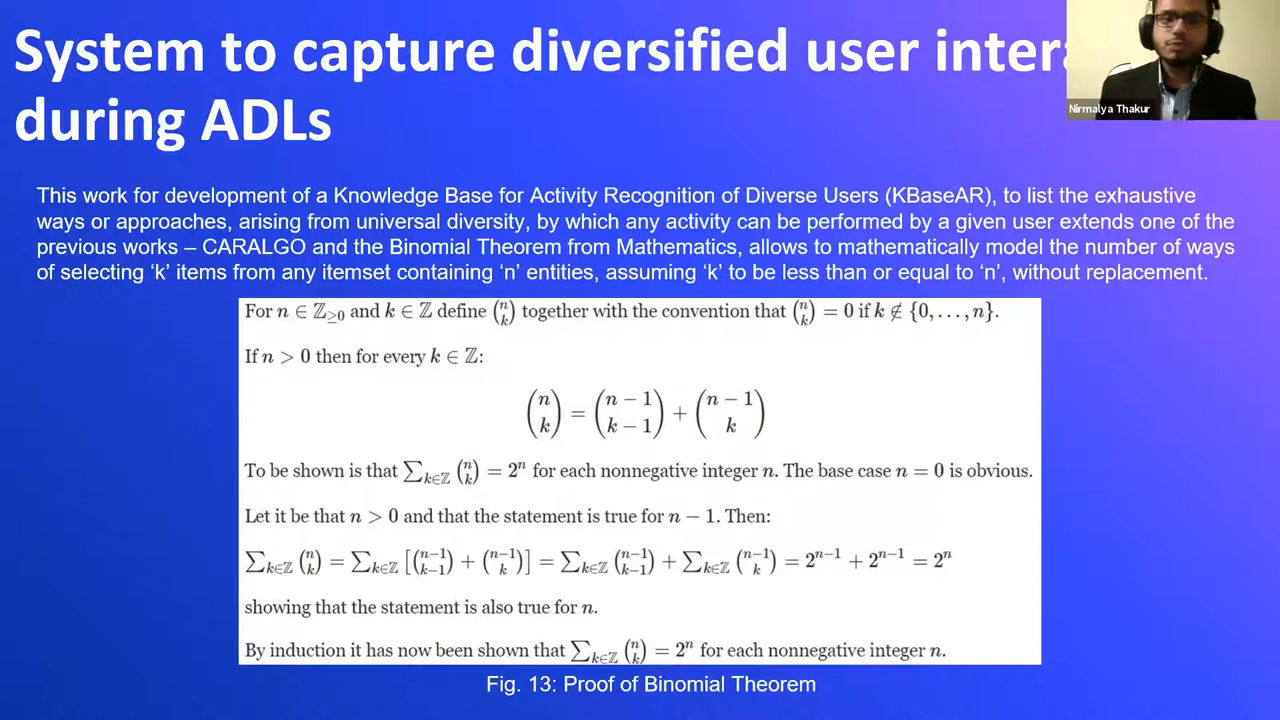 System to capture diversified user
during ADLs
Nirmalya Thakur
This work for development of a Knowledge Base for Activity Recognition of Diverse Users (KBaseAR), to list the exhaustive
ways or approaches, arising from universal diversity, by which any activity can be performed by a given user extends one of the
previous works – CARALGO and the Binomial Theorem from Mathematics, allows to mathematically model the number of ways
of selecting ‘k’ items from any itemset containing ‘n’ entities, assuming ‘k’ to be less than or equal to ‘n’, without replacement.
For n ∈ ℤ≥0 and k ∈ ℤ define (n k) together with the convention that (n k) = 0 if k ∉ {0, . . . , n}.
If n > 0 then for every k ∈ ℤ:
(n k) = (n − 1 k − 1) + (n − 1 k)
To be shown is that ∑k∈ℤ (n k) = 2ⁿ for each nonnegative integer n. The base case n = 0 is obvious.
Let it be that n > 0 and that the statement is true for n − 1. Then:
∑k∈ℤ (n k) = ∑k∈ℤ [(n−1 k−1) + (n−1 k)] = ∑k∈ℤ (n−1 k−1) + ∑k∈ℤ (n−1 k) = 2ⁿ⁻¹ + 2ⁿ⁻¹ = 2ⁿ
showing that the statement is also true for n.
By induction it has now been shown that ∑k∈ℤ (n k) = 2ⁿ for each nonnegative integer n.
Fig. 13: Proof of Binomial Theorem